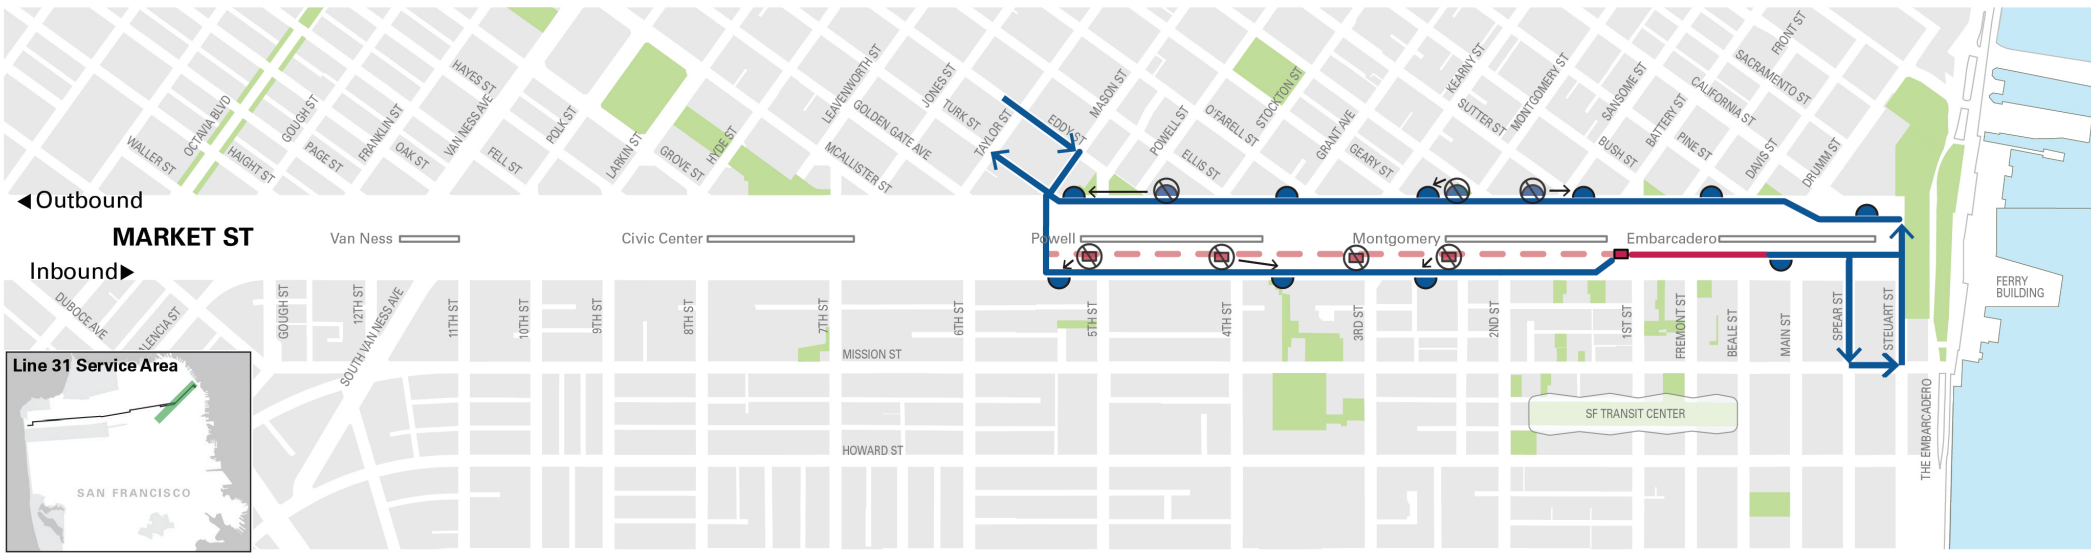 WALLER ST
OCTAVIA BLVD
HAIGHT ST
GOUGH ST
PAGE ST
FRANKLIN ST
OAK ST
HAYES ST
VAN NESS AVE
FELL ST
POLK ST
LARKIN ST
GROVE ST
HYDE ST
MCALLISTER ST
LEAVENWORTH ST
GOLDEN GATE AVE
JONES ST
TURK ST
TAYLOR ST
EDDY ST
MASON ST
POWELL ST
ELLIS ST
O'FARELL ST
STOCKTON ST
GRANT AVE
GEARY ST
KEARNY ST
SUTTER ST
MONTGOMERY ST
BUSH ST
SANSOME ST
BATTERY ST
PINE ST
CALIFORNIA ST
DAVIS ST
SACRAMENTO ST
FRONT ST
DRUMM ST
Outbound
MARKET ST
Inbound
Van Ness
Civic Center
Powell
Montgomery
Embarcadero
DUBOCE AVE
ALENCIA ST
GOUGH ST
12TH ST
SOUTH VAN NESS AVE
11TH ST
10TH ST
9TH ST
8TH ST
7TH ST
6TH ST
5TH ST
4TH ST
3RD ST
2ND ST
1ST ST
FREMONT ST
BEALE ST
MAIN ST
SPEAR ST
STEUART ST
FERRY
BUILDING
MISSION ST
HOWARD ST
SF TRANSIT CENTER
THE EMBARCADERO
Line 31 Service Area
SAN FRANCISCO